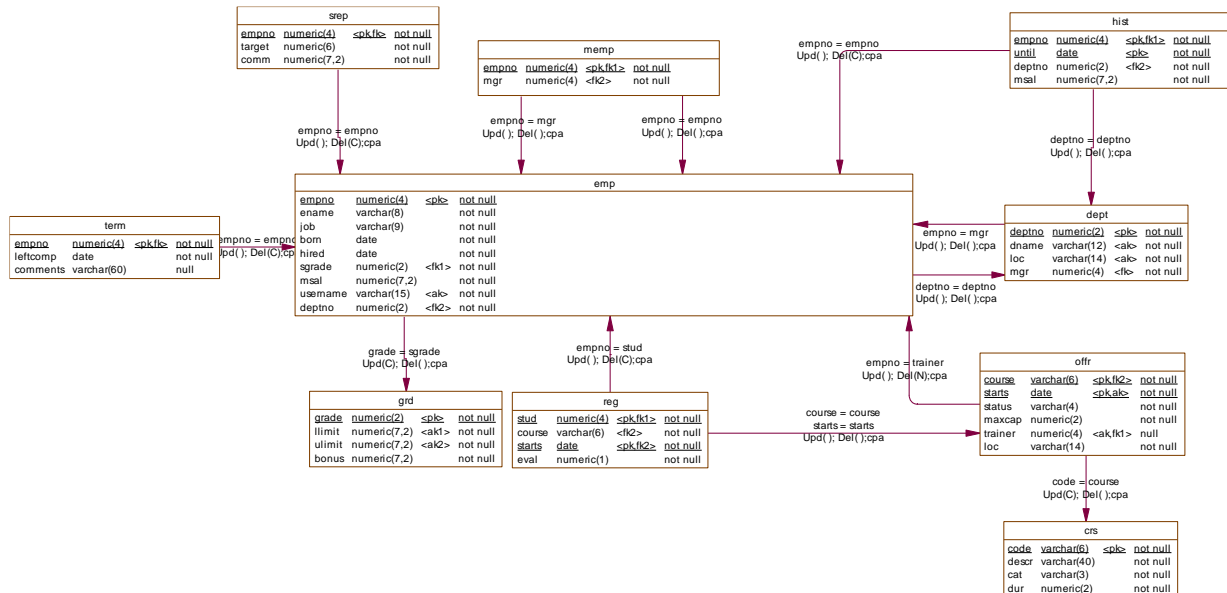 srep
empno numeric(4) <pk,fk> not null
target numeric(6) not null
comm numeric(7,2) not null
memp
empno numeric(4) <pk,fk1> not null
mgr numeric(4) <fk2> not null
hist
empno numeric(4) <pk,fk1> not null
until date <pk> not null
deptno numeric(2) <fk2> not null
msal numeric(7,2) not null
empno = empno
Upd( ); Del(C);cpa
empno = empno
Upd( ); Del(C);cpa
empno = mgr
Upd( ); Del( );cpa
empno = empno
Upd( ); Del( );cpa
deptno = deptno
Upd( ); Del( );cpa
emp
empno numeric(4) <pk> not null
ename varchar(8) not null
job varchar(9) not null
born date not null
hired date not null
sgrade numeric(2) <fk1> not null
msal numeric(7,2) not null
username varchar(15) <ak> not null
deptno numeric(2) <fk2> not null
term
empno numeric(4) <pk,fk> not null
leftcomp date not null
comments varchar(60) null
empno = empno
Upd( ); Del(C);cpa
dept
deptno numeric(2) <pk> not null
dname varchar(12) <ak> not null
loc varchar(14) <ak> not null
mgr numeric(4) <fk> not null
empno = mgr
Upd( ); Del( );cpa
deptno = deptno
Upd( ); Del( );cpa
grade = sgrade
Upd(C); Del( );cpa
empno = stud
Upd( ); Del(C);cpa
empno = trainer
Upd( ); Del(N);cpa
offr
course varchar(6) <pk,fk2> not null
starts date <pk,ak> not null
status varchar(4) not null
maxcap numeric(2) not null
trainer numeric(4) <ak,fk1> null
loc varchar(14) not null
grd
grade numeric(2) <pk> not null
llimit numeric(7,2) <ak1> not null
ulimit numeric(7,2) <ak2> not null
bonus numeric(7,2) not null
reg
stud numeric(4) <pk,fk1> not null
course varchar(6) <fk2> not null
starts date <pk,fk2> not null
eval numeric(1) not null
course = course
starts = starts
Upd( ); Del( );cpa
code = course
Upd(C); Del( );cpa
crs
code varchar(6) <pk> not null
descr varchar(40) not null
cat varchar(3) not null
dur numeric(2) not null